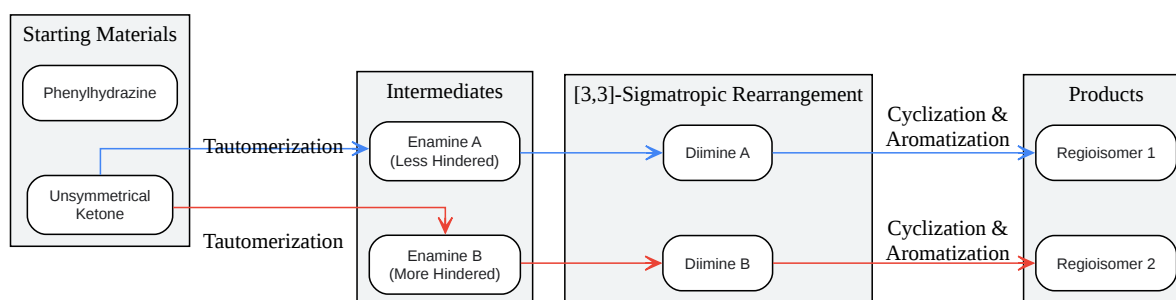 Starting Materials
Phenylhydrazine
Unsymmetrical
Ketone
Tautomerization
Tautomerization
Intermediates
Enamine A
(Less Hindered)
Enamine B
(More Hindered)
[3,3]-Sigmatropic Rearrangement
Diimine A
Diimine B
Cyclization &
Aromatization
Cyclization &
Aromatization
Products
Regioisomer 1
Regioisomer 2